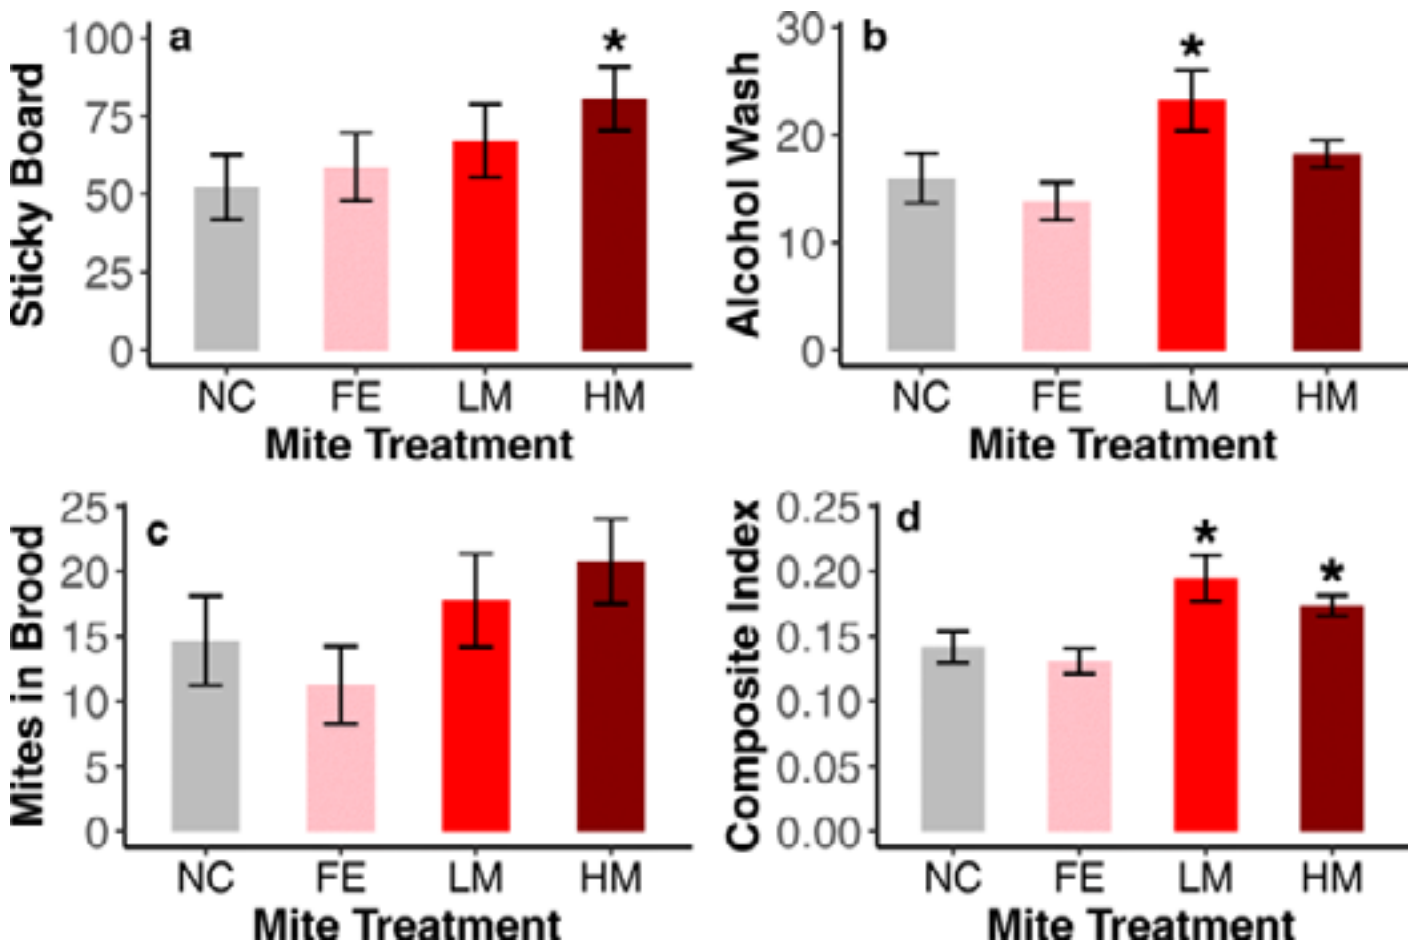 a
*
100
75
50
25
0
Sticky Board
NC FE LM HM
Mite Treatment
b
*
30
20
10
0
Alcohol Wash
NC FE LM HM
Mite Treatment
c
25
20
15
10
5
0
Mites in Brood
NC FE LM HM
Mite Treatment
d
*
*
0.25
0.20
0.15
0.10
0.05
0.00
Composite Index
NC FE LM HM
Mite Treatment